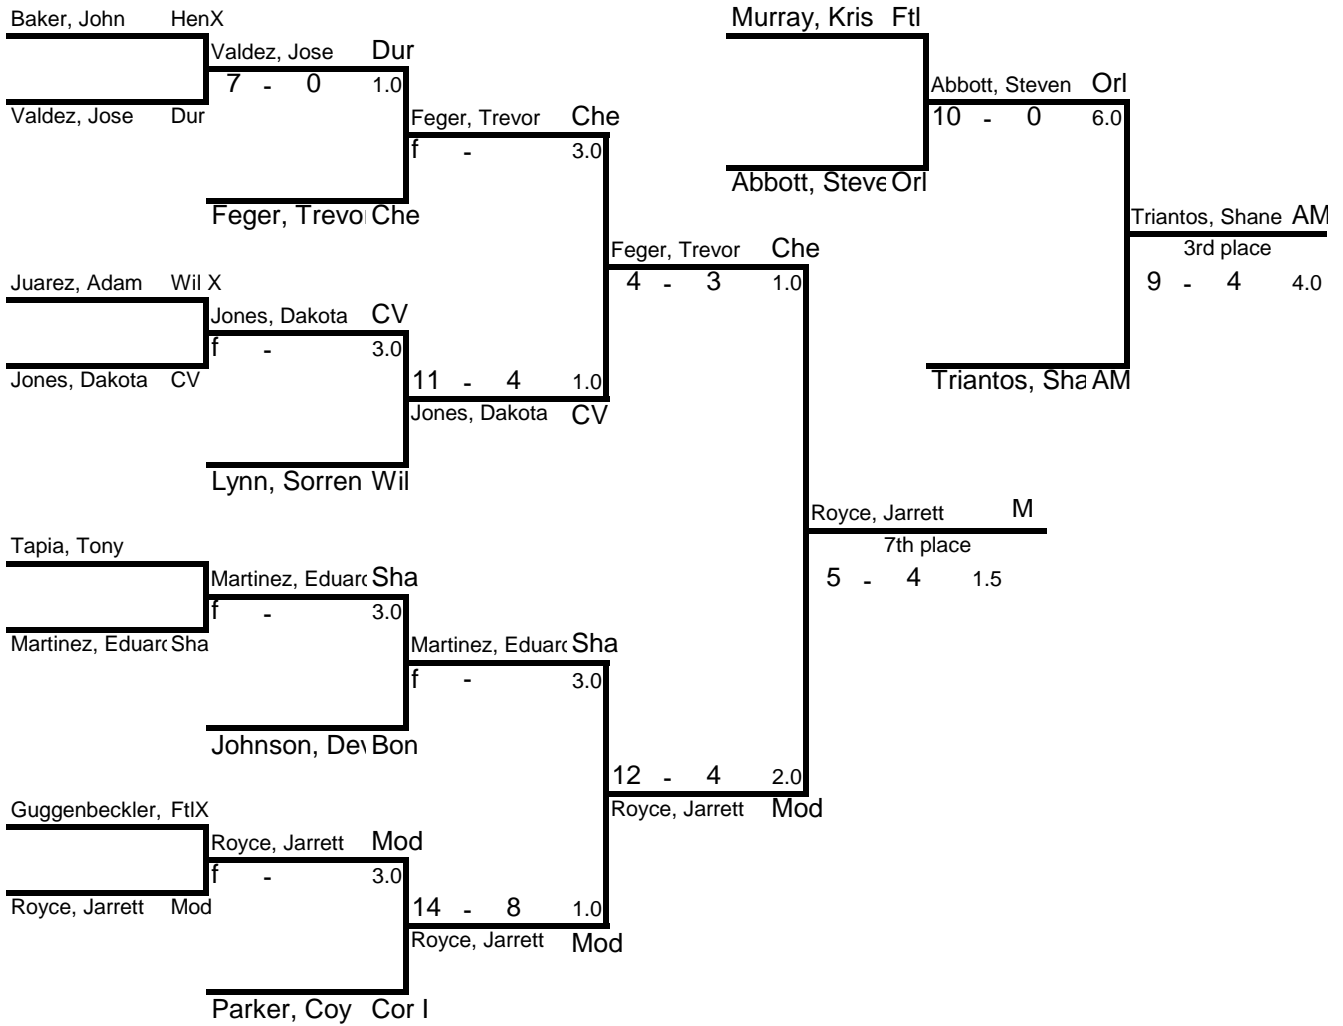 Baker, John HenX
Murray, Kris Ftl
Valdez, Jose Dur
7 - 0 1.0
Abbott, Steven Orl
10 - 0 6.0
Valdez, Jose Dur
Feger, Trevor Che
f - 3.0
Abbott, Steve Orl
Feger, Trevo Che
Triantos, Shane AM
3rd place
9 - 4 4.0
Feger, Trevor Che
4 - 3 1.0
Juarez, Adam Wil X
Jones, Dakota CV
f - 3.0
Jones, Dakota CV
11 - 4 1.0
Triantos, Sha AM
Jones, Dakota CV
Lynn, Sorren Wil
Royce, Jarrett M
7th place
5 - 4 1.5
Tapia, Tony
Martinez, Eduard Sha
f - 3.0
Martinez, Eduard Sha
Martinez, Eduard Sha
f - 3.0
Johnson, Dev Bon
12 - 4 2.0
Royce, Jarrett Mod
Guggenbeckler, FtlX
Royce, Jarrett Mod
f - 3.0
Royce, Jarrett Mod
14 - 8 1.0
Royce, Jarrett Mod
Parker, Coy Cor I